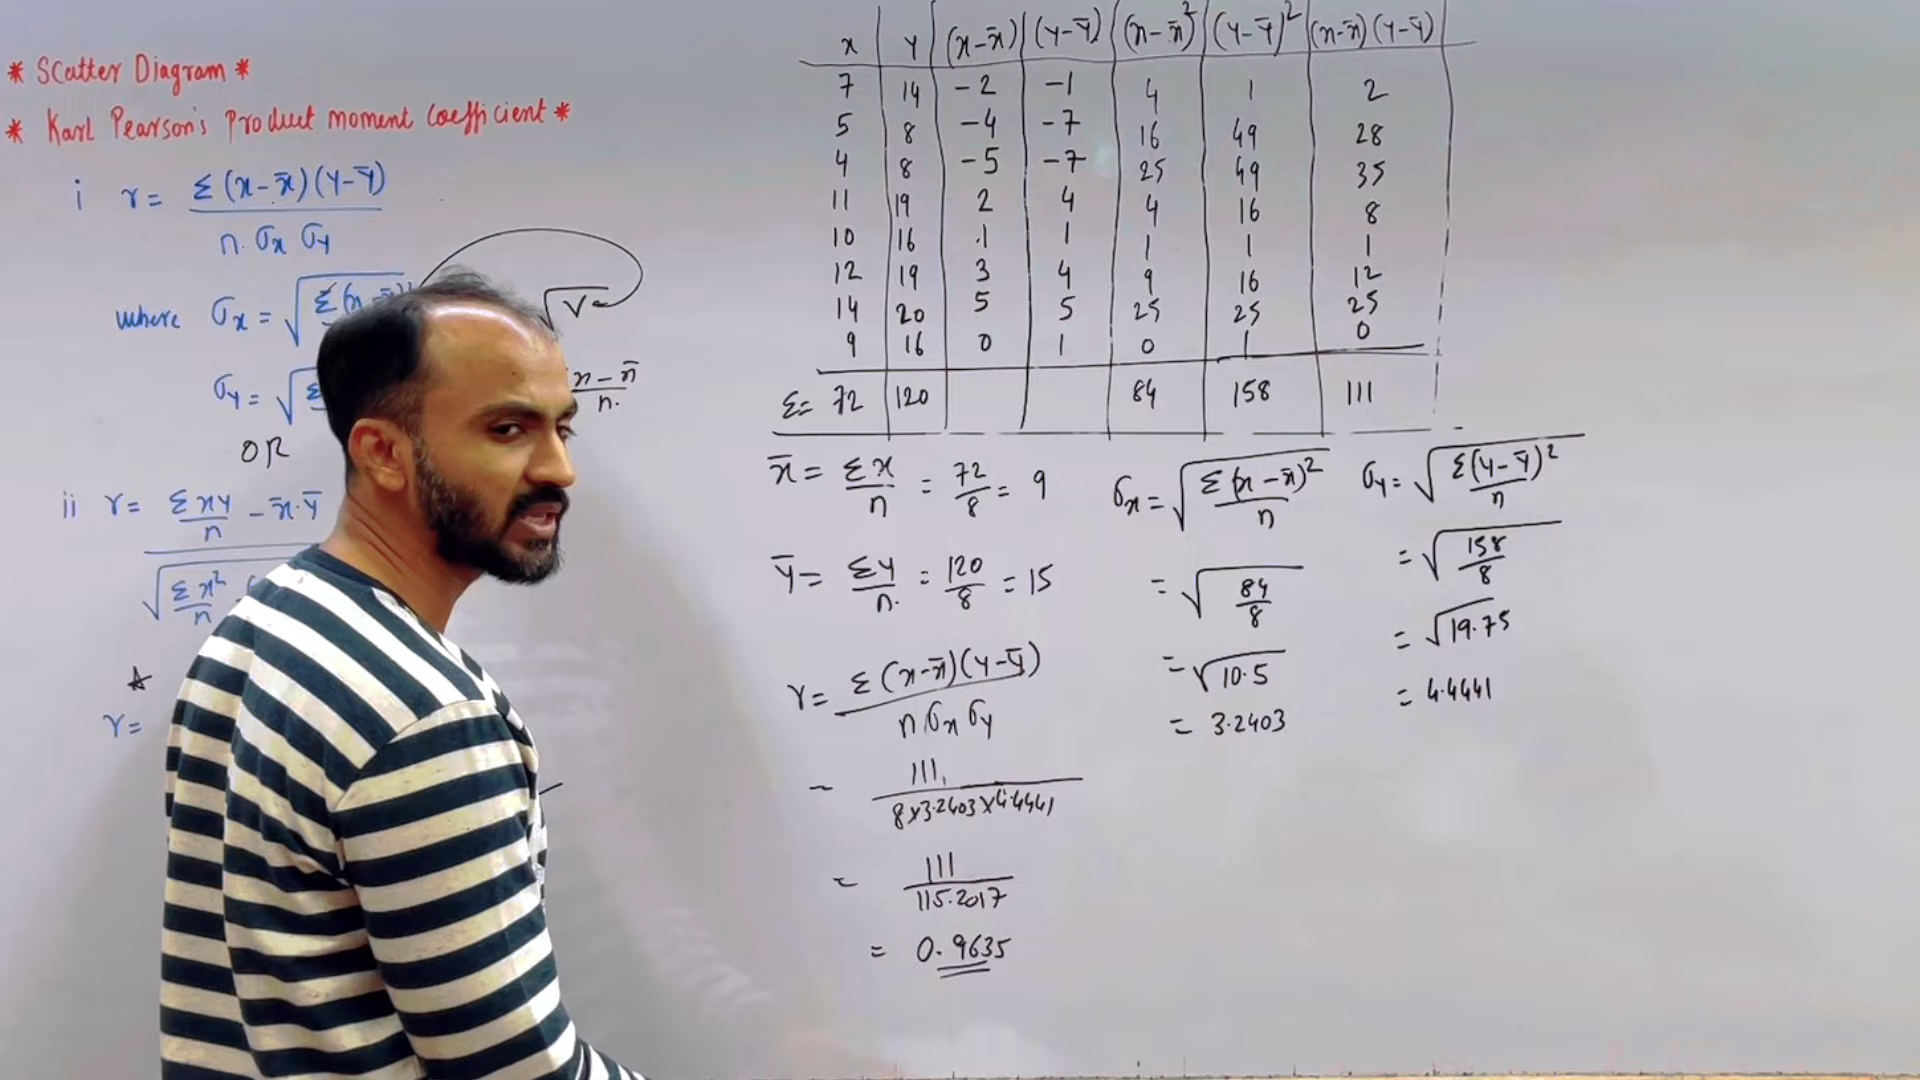 * Scatter Diagram *
* Karl Pearson's Product moment coefficient *
i r = Σ(x-x̄)(y-ȳ)
n. σx σy
where σx = √Σ(x
√
σy = √Σ
x - x̄
n.
OR
ii r = Σxy/n - x̄.ȳ
√Σx²/n
☆
r =
x y (x-x̄) (y-ȳ) (x-x̄)² (y-ȳ)² (x-x̄)(y-ȳ)
7 14 -2 -1 4 1 2
5 8 -4 -7 16 49 28
4 8 -5 -7 25 49 35
11 19 2 4 4 16 8
10 16 1 1 1 1 1
12 19 3 4 9 16 12
14 20 5 5 25 25 25
9 16 0 1 0 1 0
Σ= 72 120 84 158 111
x̄ = Σx/n = 72/8 = 9
ȳ = Σy/n. = 120/8 = 15
r = Σ(x-x̄)(y-ȳ)
n σx σy
= 111
8×3.2403×4.4441
= 111
115.2017
= 0.9635
σx = √Σ(x-x̄)²/n
= √84/8
= √10.5
= 3.2403
σy = √Σ(y-ȳ)²/n
= √158/8
= √19.75
= 4.4441